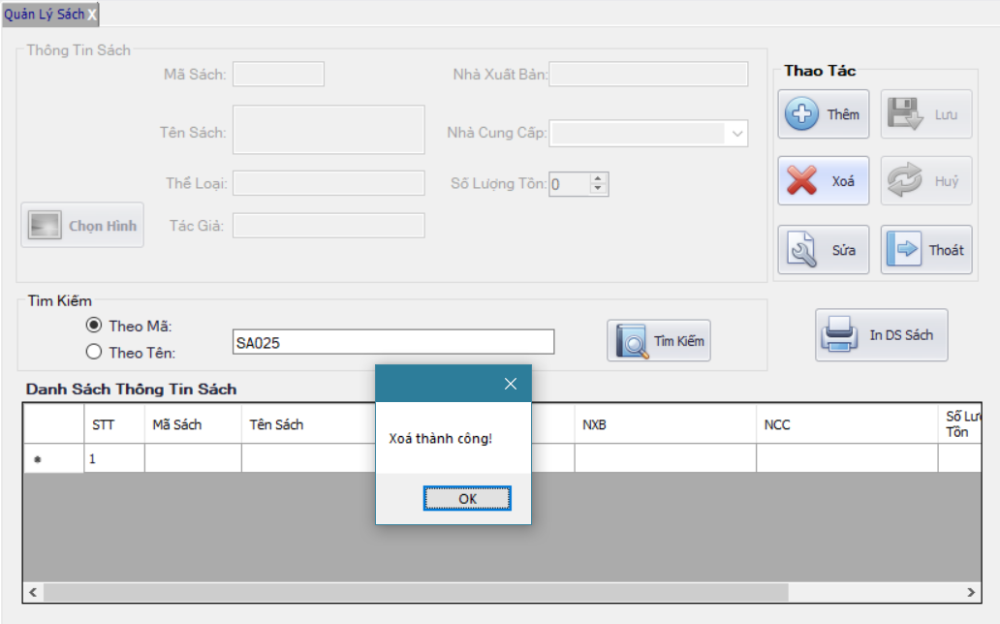 Quản Lý Sách X
Thông Tin Sách
Mã Sách:
Nhà Xuất Bản:
Tên Sách:
Nhà Cung Cấp:
Thể Loại:
Số Lượng Tồn: 0
Chọn Hình
Tác Giả:
Thao Tác
Thêm
Lưu
Xoá
Huỷ
Sửa
Thoát
Tìm Kiếm
Theo Mã:
Theo Tên:
SA025
Tìm Kiếm
In DS Sách
Danh Sách Thông Tin Sách
STT Mã Sách Tên Sách NXB NCC Số
Tồn
* 1
Xoá thành công!
OK